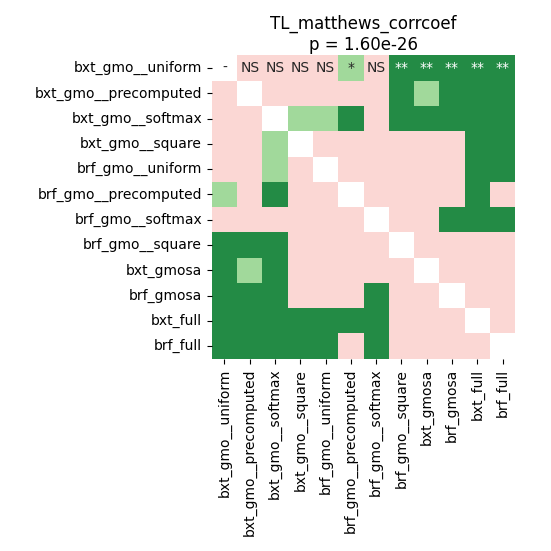 TL_matthews_corrcoef
p = 1.60e-26
bxt_gmo__uniform - NS NS NS NS * NS ** ** ** ** **
bxt_gmo__precomputed
bxt_gmo__softmax
bxt_gmo__square
brf_gmo__uniform
brf_gmo__precomputed
brf_gmo__softmax
brf_gmo__square
bxt_gmosa
brf_gmosa
bxt_full
brf_full
bxt_gmo__uniform
bxt_gmo__precomputed
bxt_gmo__softmax
bxt_gmo__square
brf_gmo__uniform
brf_gmo__precomputed
brf_gmo__softmax
brf_gmo__square
bxt_gmosa
brf_gmosa
bxt_full
brf_full